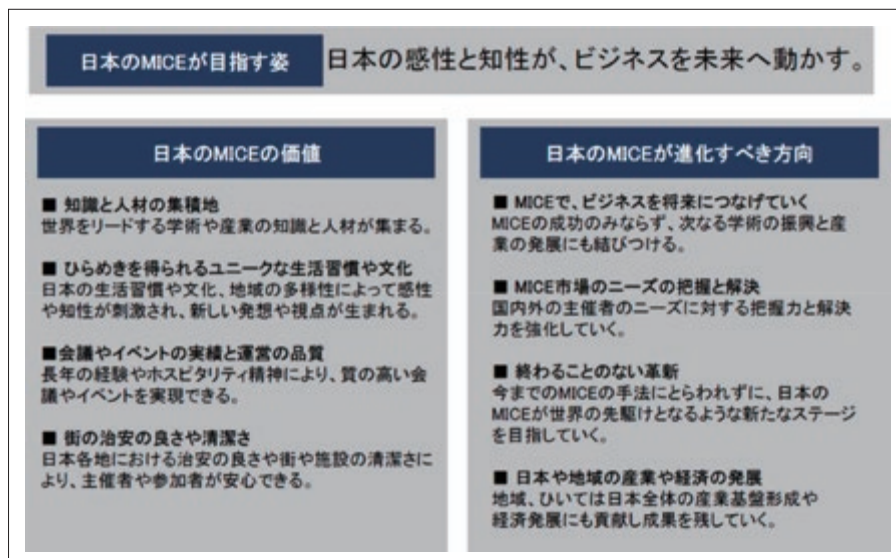 日本のMICEが目指す姿
日本の感性と知性が、ビジネスを未来へ動かす。
日本のMICEの価値
■ 知識と人材の集積地
世界をリードする学術や産業の知識と人材が集まる。
■ ひらめきを得られるユニークな生活習慣や文化
日本の生活習慣や文化、地域の多様性によって感性
や知性が刺激され、新しい発想や視点が生まれる。
■会議やイベントの実績と運営の品質
長年の経験やホスピタリティ精神により、質の高い会
議やイベントを実現できる。
■ 街の治安の良さや清潔さ
日本各地における治安の良さや街や施設の清潔さに
より、主催者や参加者が安心できる。
日本のMICEが進化すべき方向
■ MICEで、ビジネスを将来につなげていく
MICEの成功のみならず、次なる学術の振興と産
業の発展にも結びつける。
■ MICE市場のニーズの把握と解決
国内外の主催者のニーズに対する把握力と解決
力を強化していく。
■ 終わることのない革新
今までのMICEの手法にとらわれずに、日本の
MICEが世界の先駆けとなるような新たなステージ
を目指していく。
■ 日本や地域の産業や経済の発展
地域、ひいては日本全体の産業基盤形成や
経済発展にも貢献し成果を残していく。